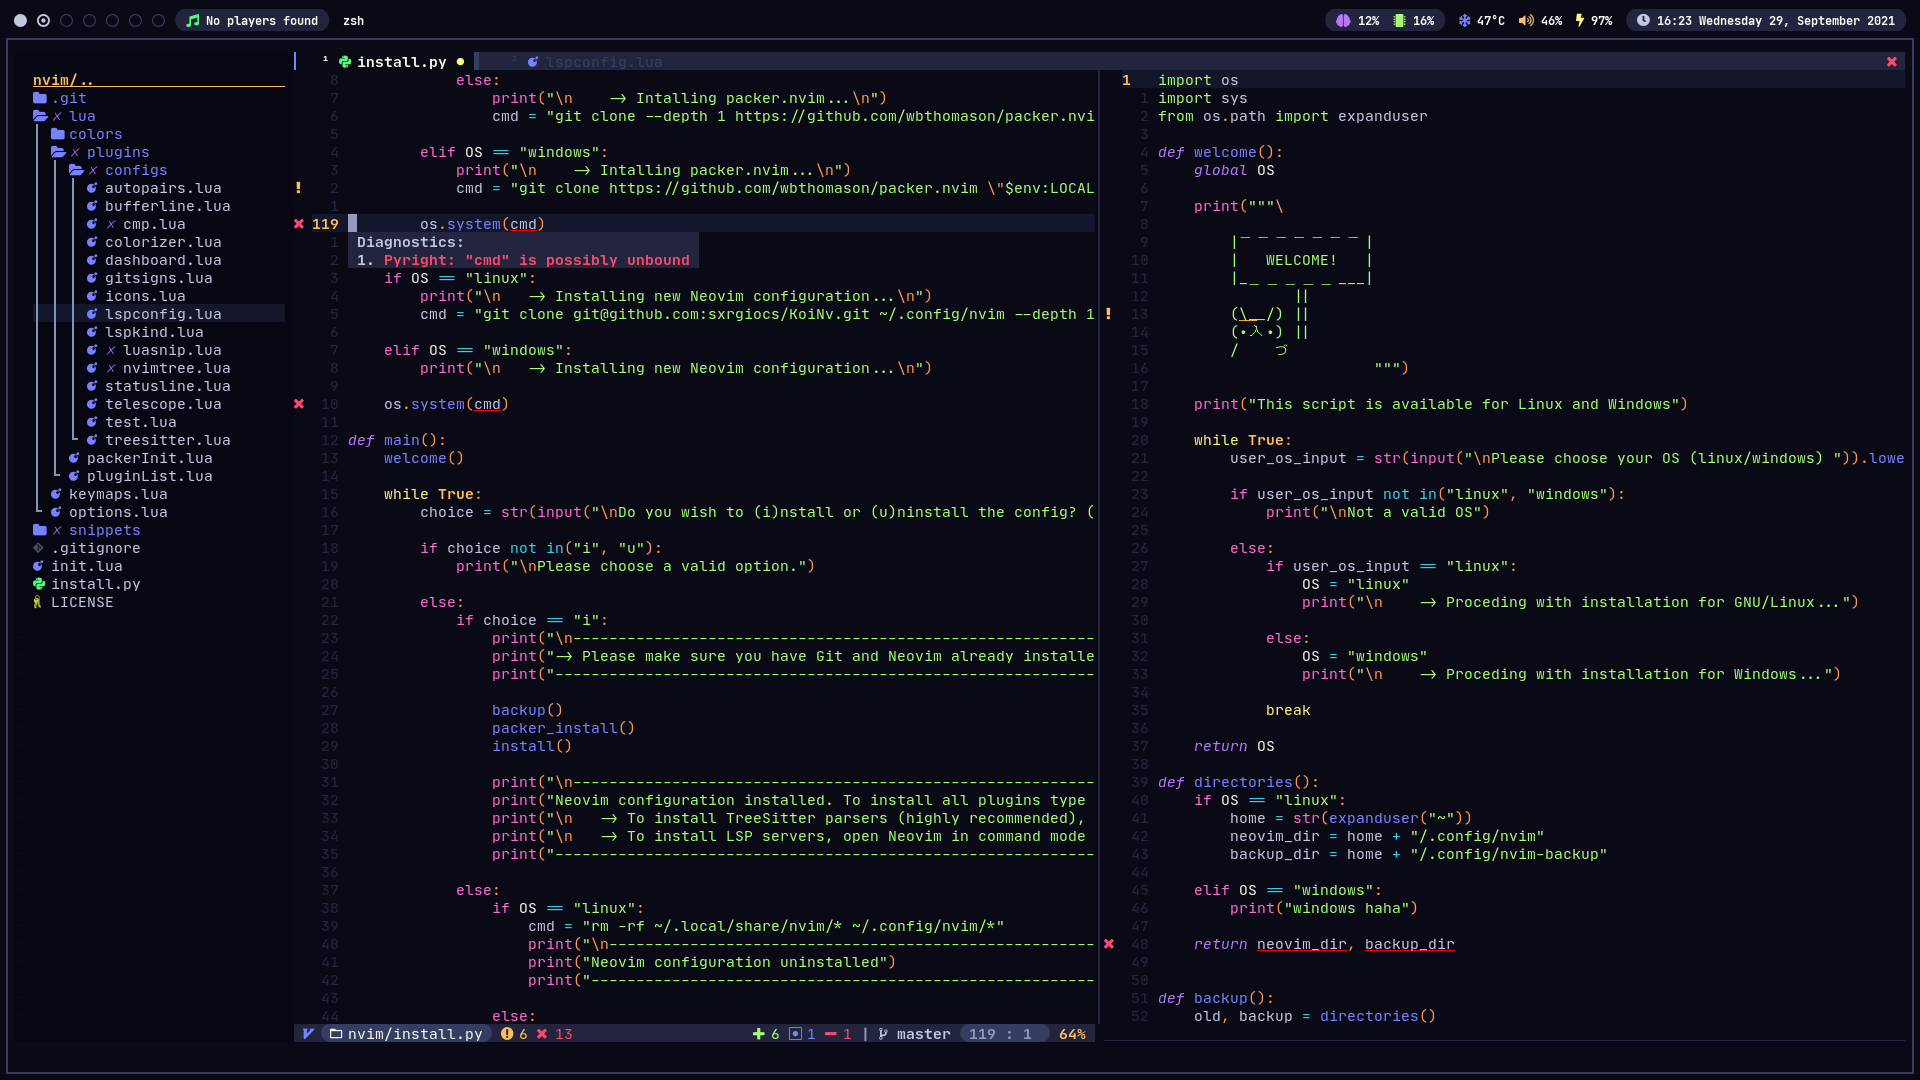 No players found zsh 12% 16% 47°C 46% 97% 16:23 Wednesday 29, September 2021
nvim/..
.git
lua
colors
plugins
configs
autopairs.lua
bufferline.lua
cmp.lua
colorizer.lua
dashboard.lua
gitsigns.lua
icons.lua
lspconfig.lua
lspkind.lua
luasnip.lua
nvimtree.lua
statusline.lua
telescope.lua
test.lua
treesitter.lua
packerInit.lua
pluginList.lua
keymaps.lua
options.lua
snippets
.gitignore
init.lua
install.py
LICENSE
1 install.py ● 2 lspconfig.lua
8 else:
7 print("\n -> Intalling packer.nvim...\n")
6 cmd = "git clone --depth 1 https://github.com/wbthomason/packer.nvi
5
4 elif OS == "windows":
3 print("\n -> Intalling packer.nvim...\n")
2 cmd = "git clone https://github.com/wbthomason/packer.nvim \"$env:LOCAL
1
119 os.system(cmd)
1 Diagnostics:
2 1. Pyright: "cmd" is possibly unbound
3 if OS == "linux":
4 print("\n -> Installing new Neovim configuration...\n")
5 cmd = "git clone git@github.com:sxrgiocs/KoiNv.git ~/.config/nvim --depth 1
6
7 elif OS == "windows":
8 print("\n -> Installing new Neovim configuration...\n")
9
10 os.system(cmd)
11
12 def main():
13 welcome()
14
15 while True:
16 choice = str(input("\nDo you wish to (i)nstall or (u)ninstall the config? (
17
18 if choice not in("i", "u"):
19 print("\nPlease choose a valid option.")
20
21 else:
22 if choice == "i":
23 print("\n----------------------------------------------------------
24 print("-> Please make sure you have Git and Neovim already installe
25 print("------------------------------------------------------------
26
27 backup()
28 packer_install()
29 install()
30
31 print("\n----------------------------------------------------------
32 print("Neovim configuration installed. To install all plugins type
33 print("\n -> To install TreeSitter parsers (highly recommended),
34 print("\n -> To install LSP servers, open Neovim in command mode
35 print("------------------------------------------------------------
36
37 else:
38 if OS == "linux":
39 cmd = "rm -rf ~/.local/share/nvim/* ~/.config/nvim/*"
40 print("\n------------------------------------------------------
41 print("Neovim configuration uninstalled")
42 print("--------------------------------------------------------
43
44 else:
nvim/install.py 6 13 6 1 1 | master 119 : 1 64%
1 import os
1 import sys
2 from os.path import expanduser
3
4 def welcome():
5 global OS
6
7 print("""\
8
9 |‾ ‾ ‾ ‾ ‾ ‾ ‾ |
10 | WELCOME! |
11 |_ _ _ _ _ _ ___|
12 ||
13 (\__/) ||
14 (•ㅅ•) ||
15 / づ
16 """)
17
18 print("This script is available for Linux and Windows")
19
20 while True:
21 user_os_input = str(input("\nPlease choose your OS (linux/windows) ")).lowe
22
23 if user_os_input not in("linux", "windows"):
24 print("\nNot a valid OS")
25
26 else:
27 if user_os_input == "linux":
28 OS = "linux"
29 print("\n -> Proceding with installation for GNU/Linux...")
30
31 else:
32 OS = "windows"
33 print("\n -> Proceding with installation for Windows...")
34
35 break
36
37 return OS
38
39 def directories():
40 if OS == "linux":
41 home = str(expanduser("~"))
42 neovim_dir = home + "/.config/nvim"
43 backup_dir = home + "/.config/nvim-backup"
44
45 elif OS == "windows":
46 print("windows haha")
47
48 return neovim_dir, backup_dir
49
50
51 def backup():
52 old, backup = directories()